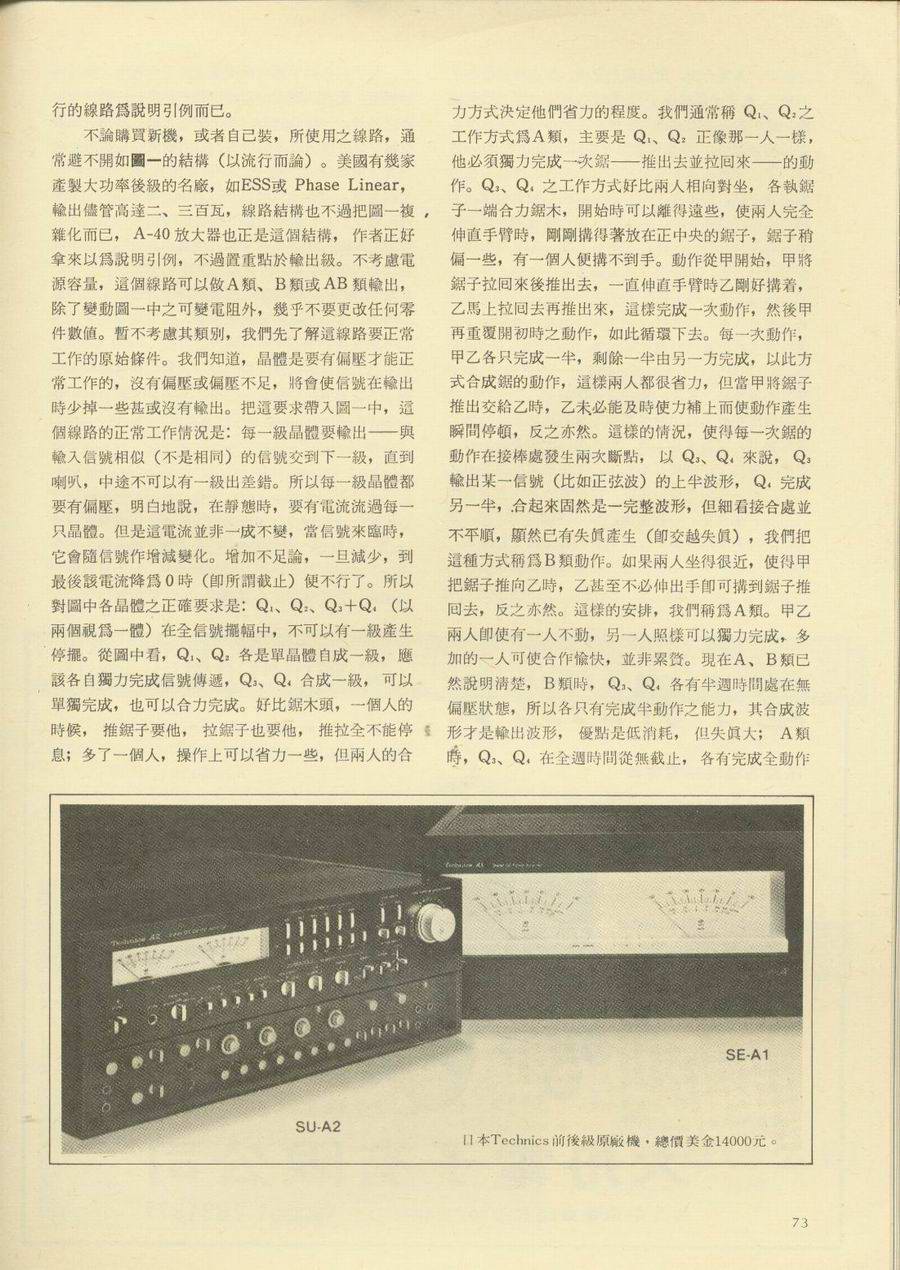 行的線路爲說明引例而已。
不論購買新機，或者自己裝，所使用之線路，通
常避不開如圖一的結構（以流行而論）。美國有幾家
產製大功率後級的名廠，如ESS或 Phase Linear，
輸出儘管高達二、三百瓦，線路結構也不過把圖一複
雜化而已， A-40 放大器也正是這個結構， 作者正好
拿來以爲說明引例，不過置重點於輸出級。不考慮電
源容量，這個線路可以做A類、B類或 AB 類輸出，
除了變動圖一中之可變電阻外，幾乎不要更改任何零
件數値。暫不考慮其類別，我們先了解這線路要正常
工作的原始條件。我們知道，晶體是要有偏壓才能正
常工作的，沒有偏壓或偏壓不足，將會使信號在輸出
時少掉一些甚或沒有輸出。把這要求帶入圖一中，這
個線路的正常工作情況是：每一級晶體要輸出——與
輸入信號相似（不是相同）的信號交到下一級，直到
喇叭，中途不可以有一級出差錯。所以每一級晶體都
要有偏壓，明白地說，在靜態時，要有電流流過每一
只晶體。但是這電流並非一成不變，當信號來臨時，
它會隨信號作增減變化。增加不足論，一旦減少，到
最後該電流降爲0時（卽所謂截止）便不行了。所以
對圖中各晶體之正確要求是：Q₁、Q₂、Q₃＋Q₄ （以
兩個視爲一體）在全信號擺幅中，不可以有一級產生
停擺。從圖中看，Q₁、Q₂ 各是單晶體自成一級，應
該各自獨力完成信號傳遞，Q₃、Q₄ 合成一級， 可以
單獨完成，也可以合力完成。好比鋸木頭，一個人的
時候， 推鋸子要他， 拉鋸子也要他， 推拉全不能停
息；多了一個人，操作上可以省力一些，但兩人的合
力方式決定他們省力的程度。我們通常稱 Q₁、Q₂之
工作方式爲A類，主要是 Q₁、Q₂ 正像那一人一樣，
他必須獨力完成一次鋸——推出去並拉回來——的動
作。Q₃、Q₄ 之工作方式好比兩人相向對坐， 各執鋸
子一端合力鋸木，開始時可以離得遠些，使兩人完全
伸直手臂時，剛剛搆得著放在正中央的鋸子，鋸子稍
偏一些，有一個人便搆不到手。動作從甲開始，甲將
鋸子拉回來後推出去，一直伸直手臂時乙剛好搆着，
乙馬上拉回去再推出來，這樣完成一次動作，然後甲
再重覆開初時之動作，如此循環下去。每一次動作，
甲乙各只完成一半，剩餘一半由另一方完成，以此方
式合成鋸的動作，這樣兩人都很省力，但當甲將鋸子
推出交給乙時，乙未必能及時使力補上而使動作產生
瞬間停頓，反之亦然。這樣的情況，使得每一次鋸的
動作在接棒處發生兩次斷點， 以 Q₃、Q₄ 來說， Q₃
輸出某一信號（比如正弦波）的上半波形， Q₄ 完成
另一半，合起來固然是一完整波形，但細看接合處並
不平順，顯然已有失眞產生（卽交越失眞），我們把
這種方式稱爲B類動作。如果兩人坐得很近，使得甲
把鋸子推向乙時，乙甚至不必伸出手卽可搆到鋸子推
回去，反之亦然。這樣的安排，我們稱爲A類。甲乙
兩人卽使有一人不動，另一人照樣可以獨力完成，多
加的一人可使合作愉快，並非累贅。現在A、B類已
然說明清楚， B類時， Q₃、Q₄ 各有半週時間處在無
偏壓狀態，所以各只有完成半動作之能力，其合成波
形才是輸出波形， 優點是低消耗， 但失眞大； A類
時，Q₃、Q₄ 在全週時間從無截止，各有完成全動作
Technics A2
Technics A1
SE-A1
SU-A2
日本Technics前後級原廠機，總價美金14000元。
73